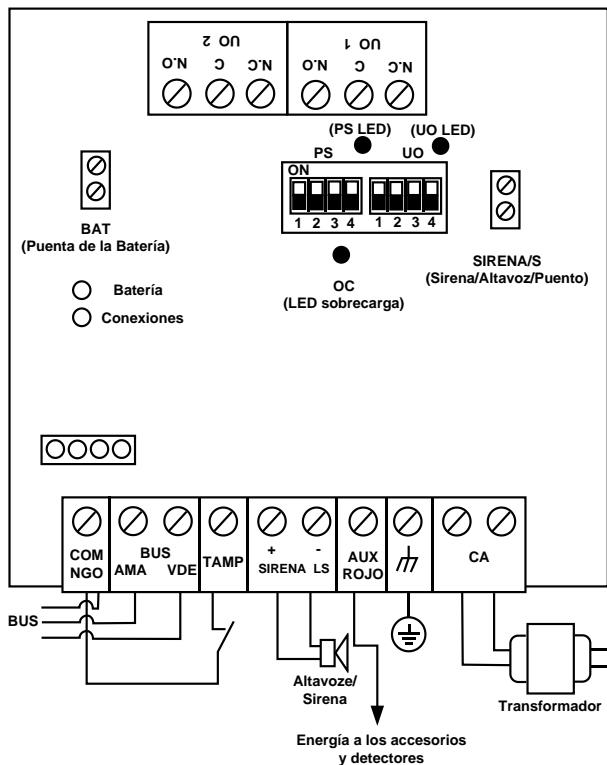 UO 2
UO 1
N.O
C
N.C
N.O
C
N.C
(PS LED)
(UO LED)
PS
UO
ON
1 2 3 4
1 2 3 4
BAT
(Puenta de la Batería)
SIRENA/S
(Sirena/Altavoz/Puento)
OC
(LED sobrecarga)
Batería
Conexiones
COM
NGO
BUS
AMA VDE
TAMP
+ -
SIRENA LS
AUX
ROJO
CA
BUS
Altavoze/
Sirena
Transformador
Energía a los accesorios
y detectores